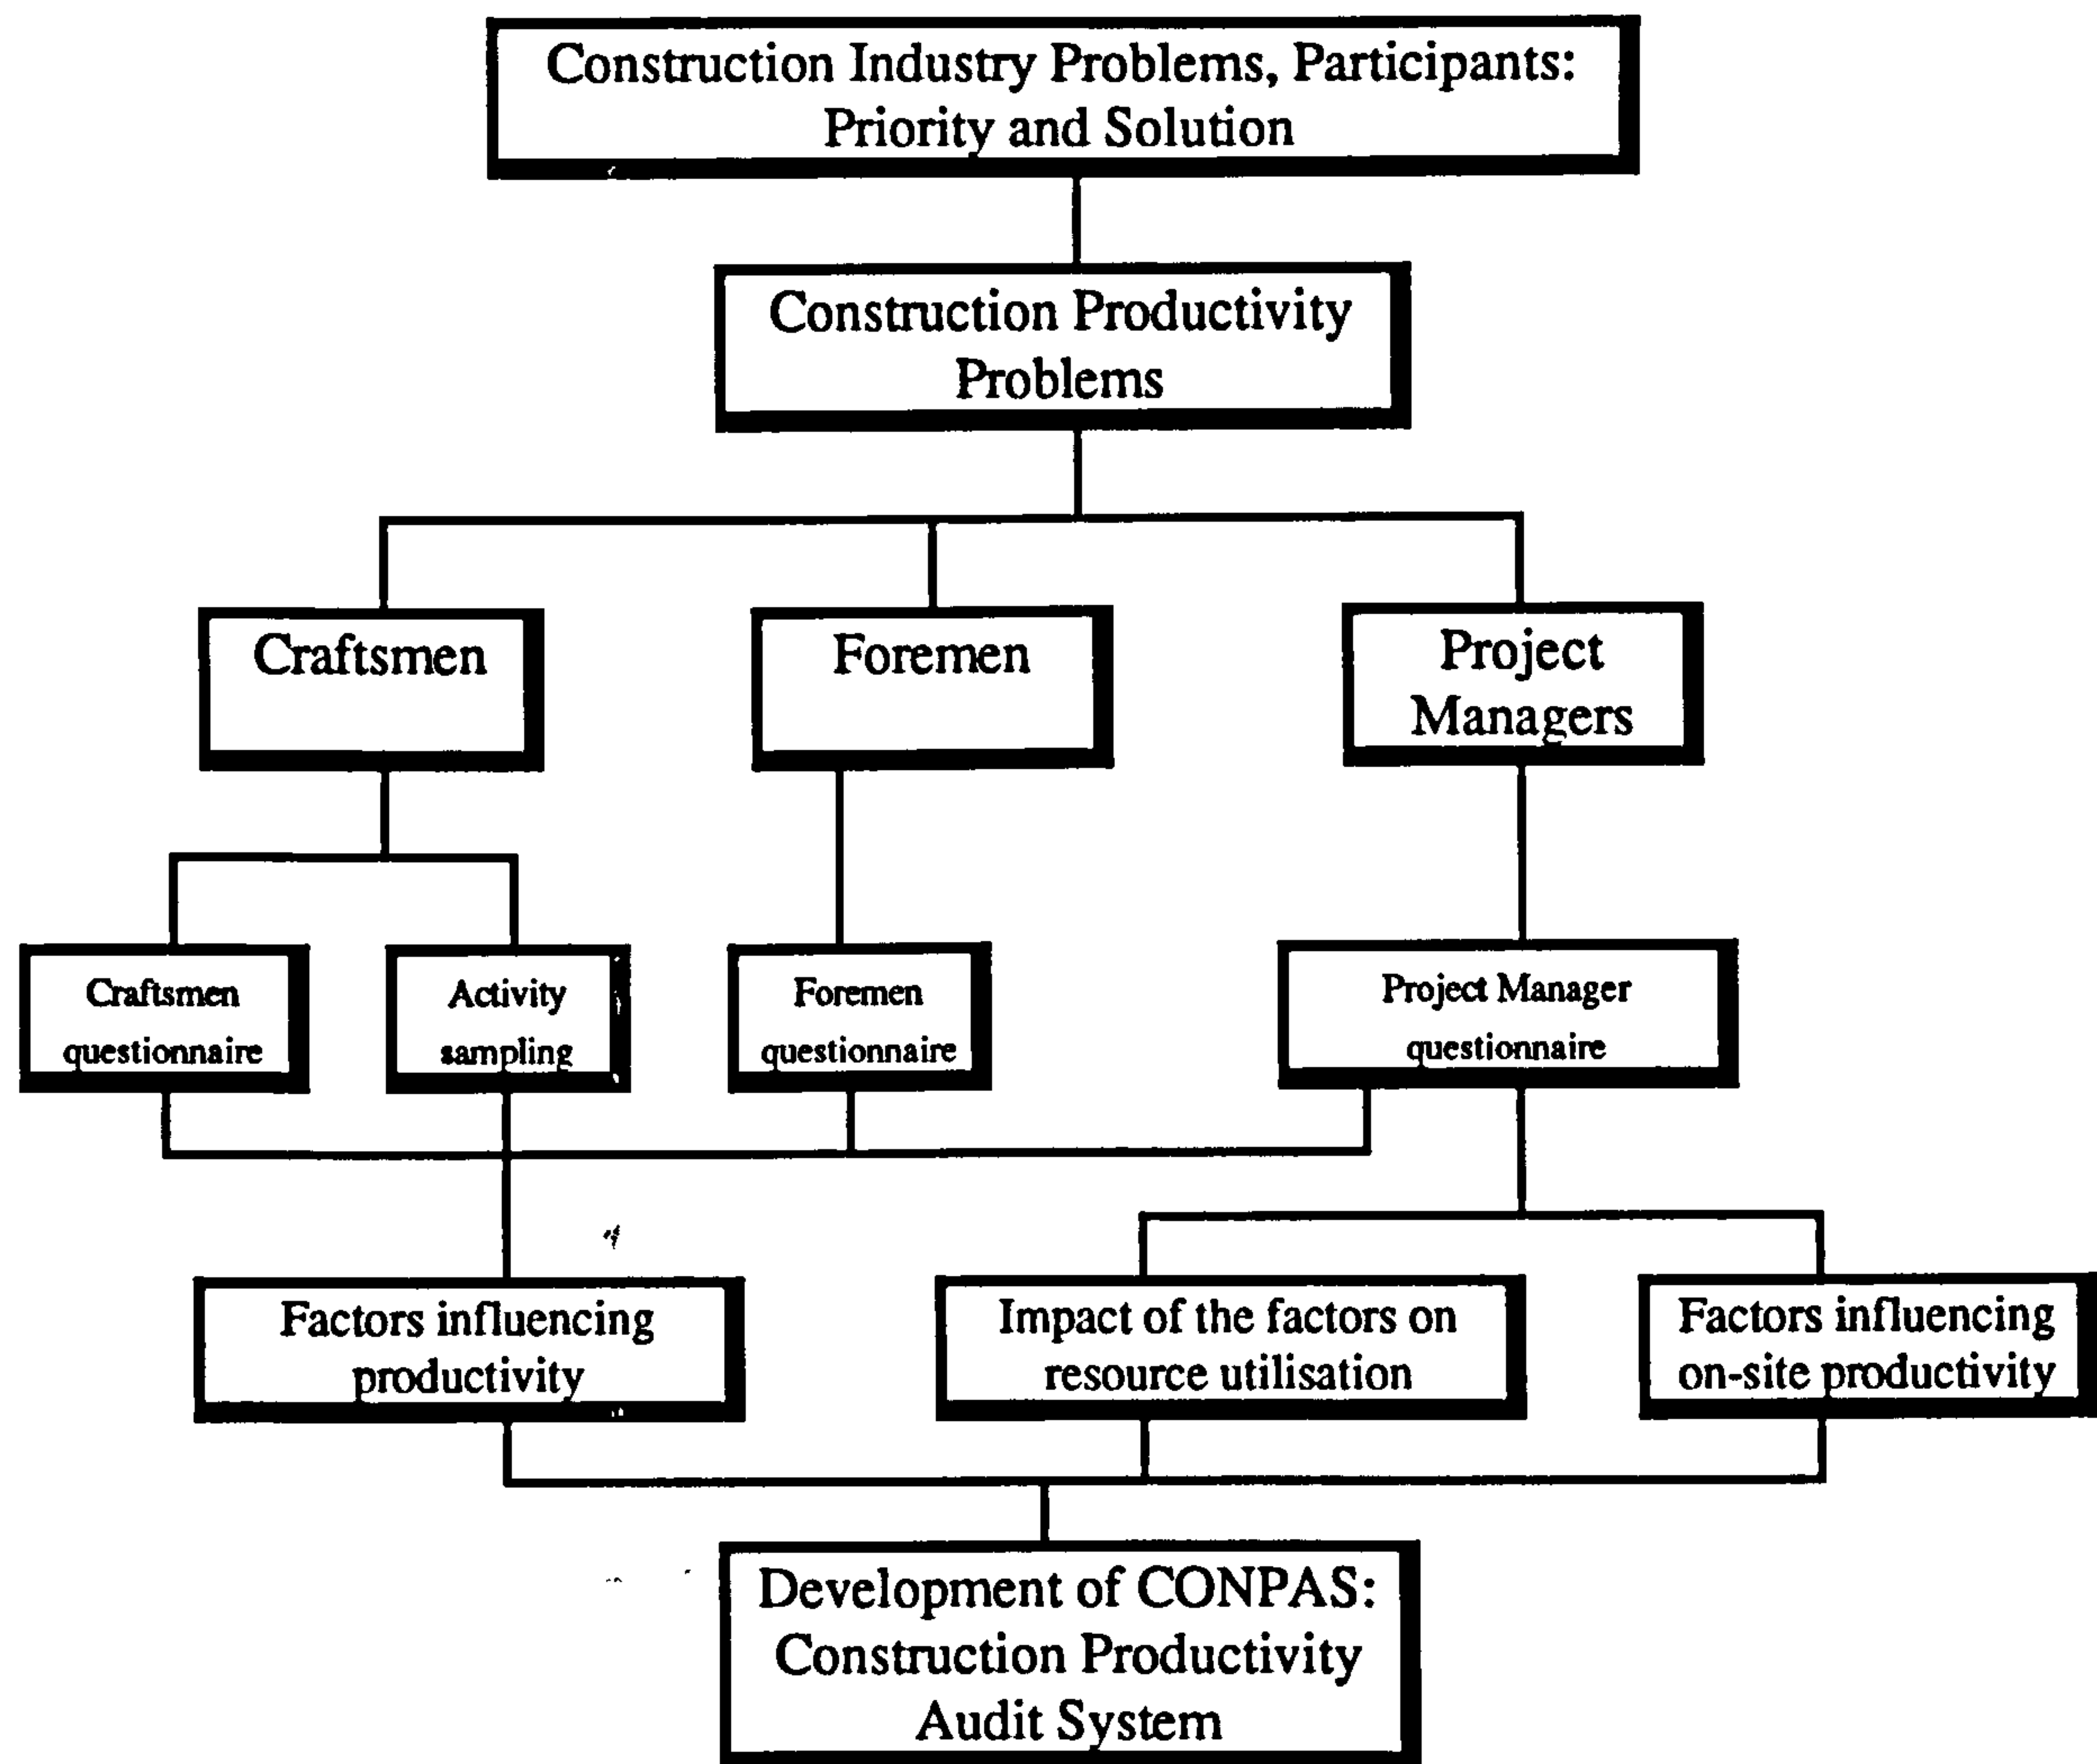 Construction Industry Problems, Participants:
Priority and Solution
Construction Productivity
Problems
Craftsmen
Foremen
Project
Managers
Craftsmen
questionnaire
Activity
sampling
Foremen
questionnaire
Project Manager
questionnaire
Factors influencing
productivity
Impact of the factors on
resource utilisation
Factors influencing
on-site productivity
Development of CONPAS:
Construction Productivity
Audit System